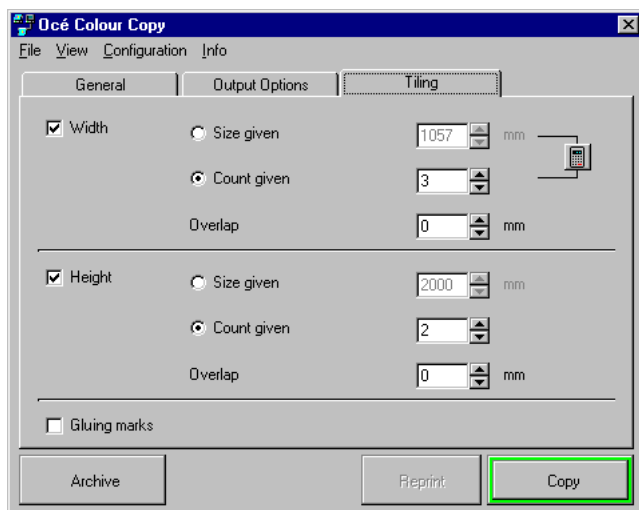 Océ Colour Copy
File View Configuration Info
General Output Options Tiling
Width Size given 1057 mm
Count given 3
Overlap 0 mm
Height Size given 2000 mm
Count given 2
Overlap 0 mm
Gluing marks
Archive Reprint Copy